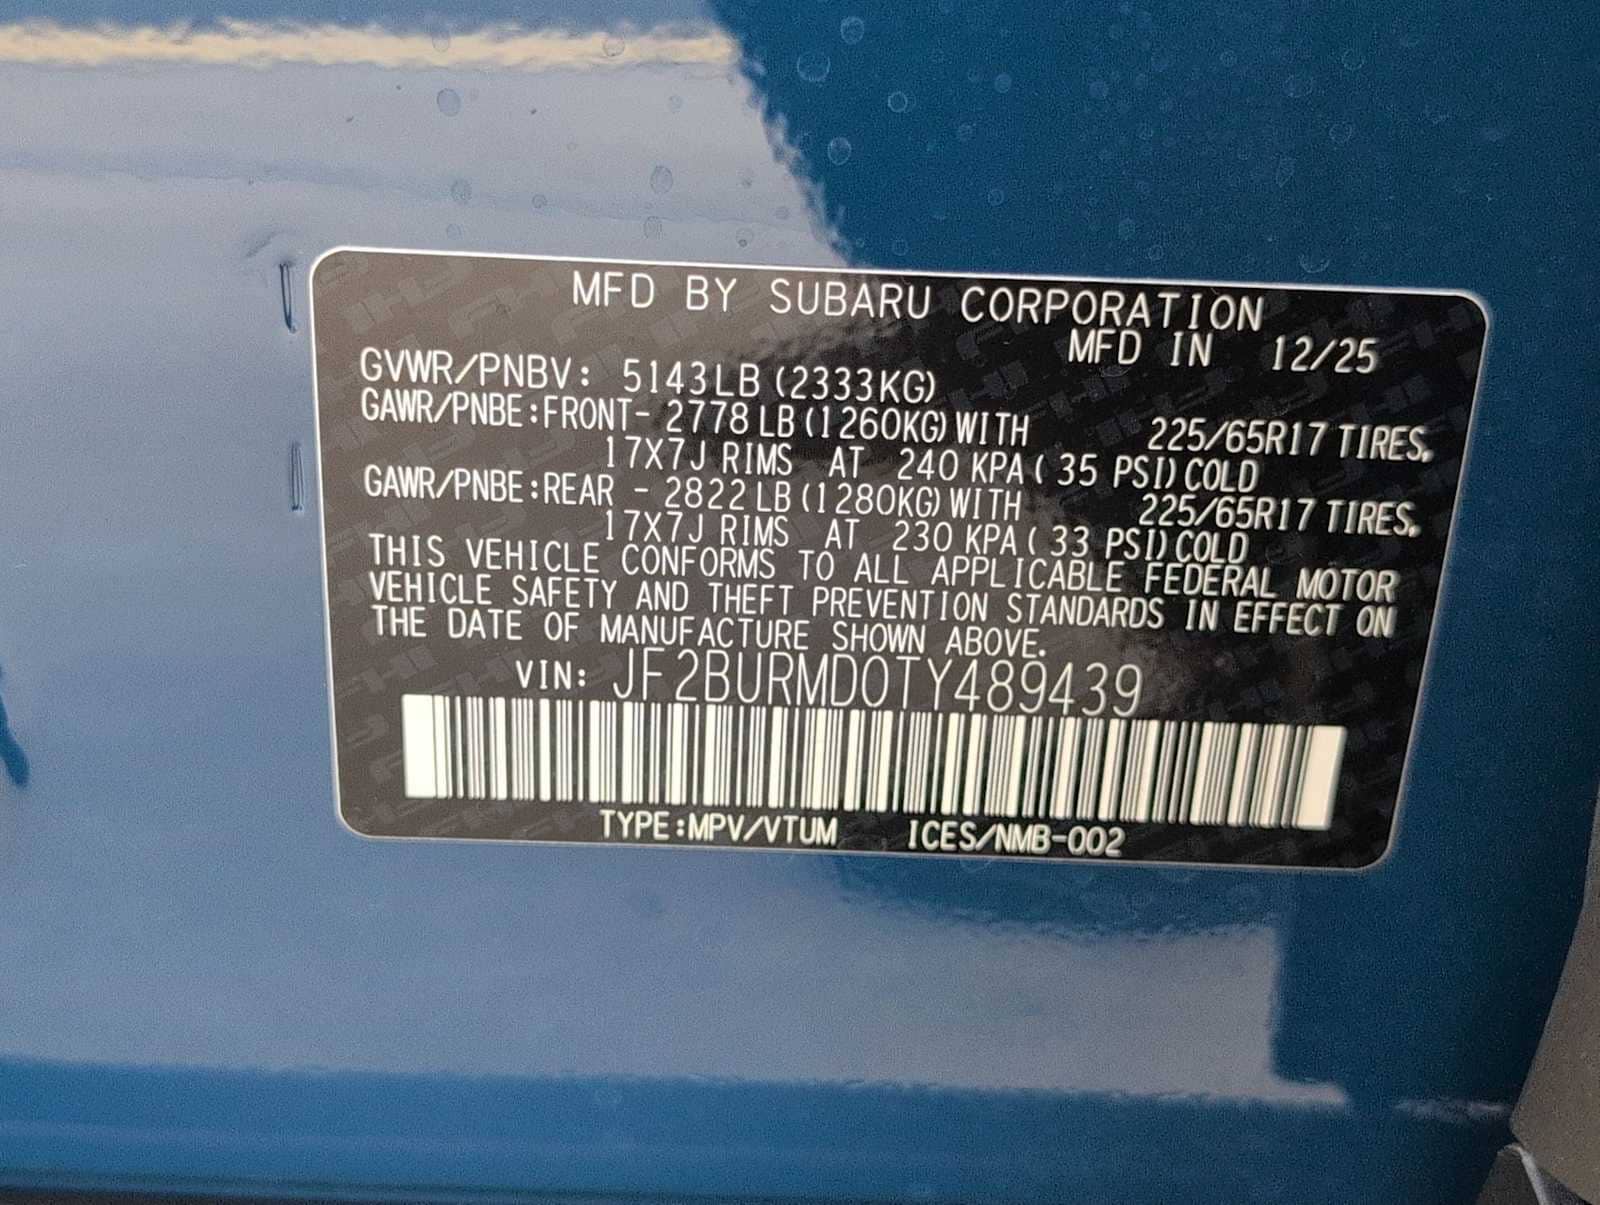 MFD BY SUBARU CORPORATION
MFD IN 12/25
GVWR/PNBV: 5143LB (2333KG)
GAWR/PNBE:FRONT- 2778 LB (1260KG) WITH 225/65R17 TIRES,
17X7J RIMS AT 240 KPA ( 35 PSI) COLD
GAWR/PNBE:REAR - 2822 LB (1280KG) WITH 225/65R17 TIRES,
17X7J RIMS AT 230 KPA ( 33 PSI) COLD
THIS VEHICLE CONFORMS TO ALL APPLICABLE FEDERAL MOTOR
VEHICLE SAFETY AND THEFT PREVENTION STANDARDS IN EFFECT ON
THE DATE OF MANUFACTURE SHOWN ABOVE.
VIN: JF2BURMD0TY489439
TYPE:MPV/VTUM ICES/NMB-002